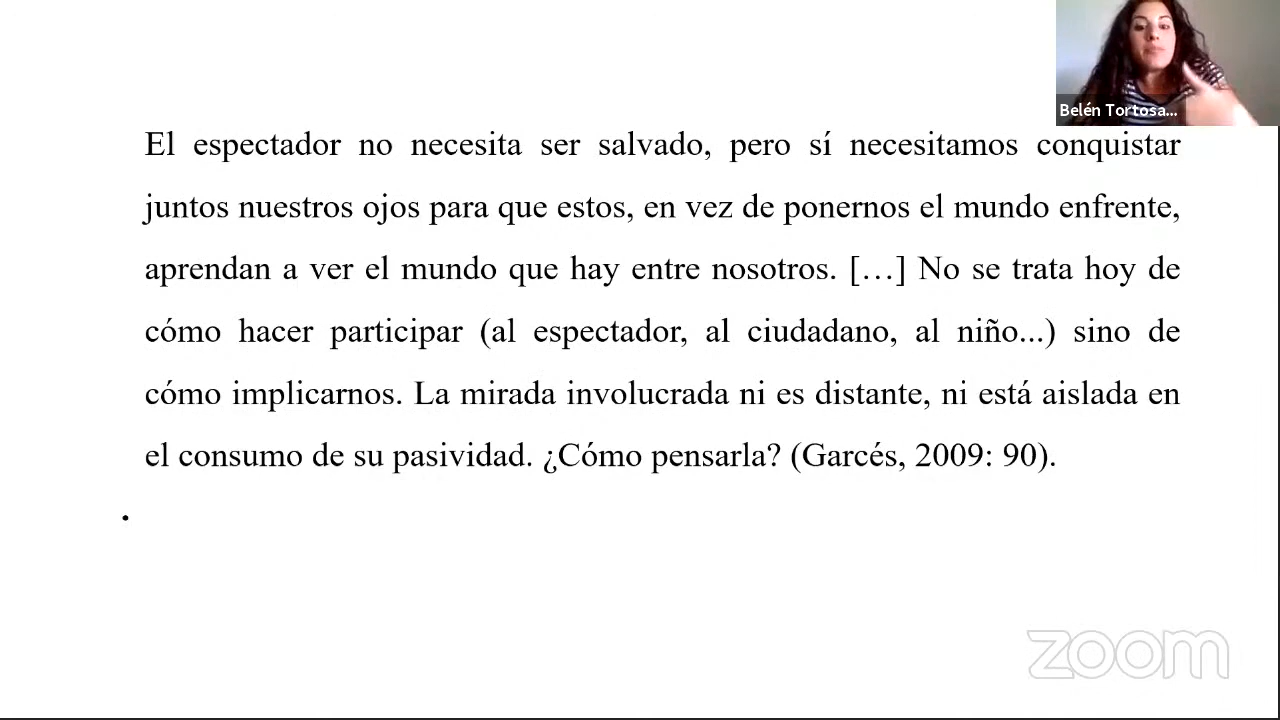 Belén Tortosa...
El espectador no necesita ser salvado, pero sí necesitamos conquistar
juntos nuestros ojos para que estos, en vez de ponernos el mundo enfrente,
aprendan a ver el mundo que hay entre nosotros. […] No se trata hoy de
cómo hacer participar (al espectador, al ciudadano, al niño...) sino de
cómo implicarnos. La mirada involucrada ni es distante, ni está aislada en
el consumo de su pasividad. ¿Cómo pensarla? (Garcés, 2009: 90).
zoom